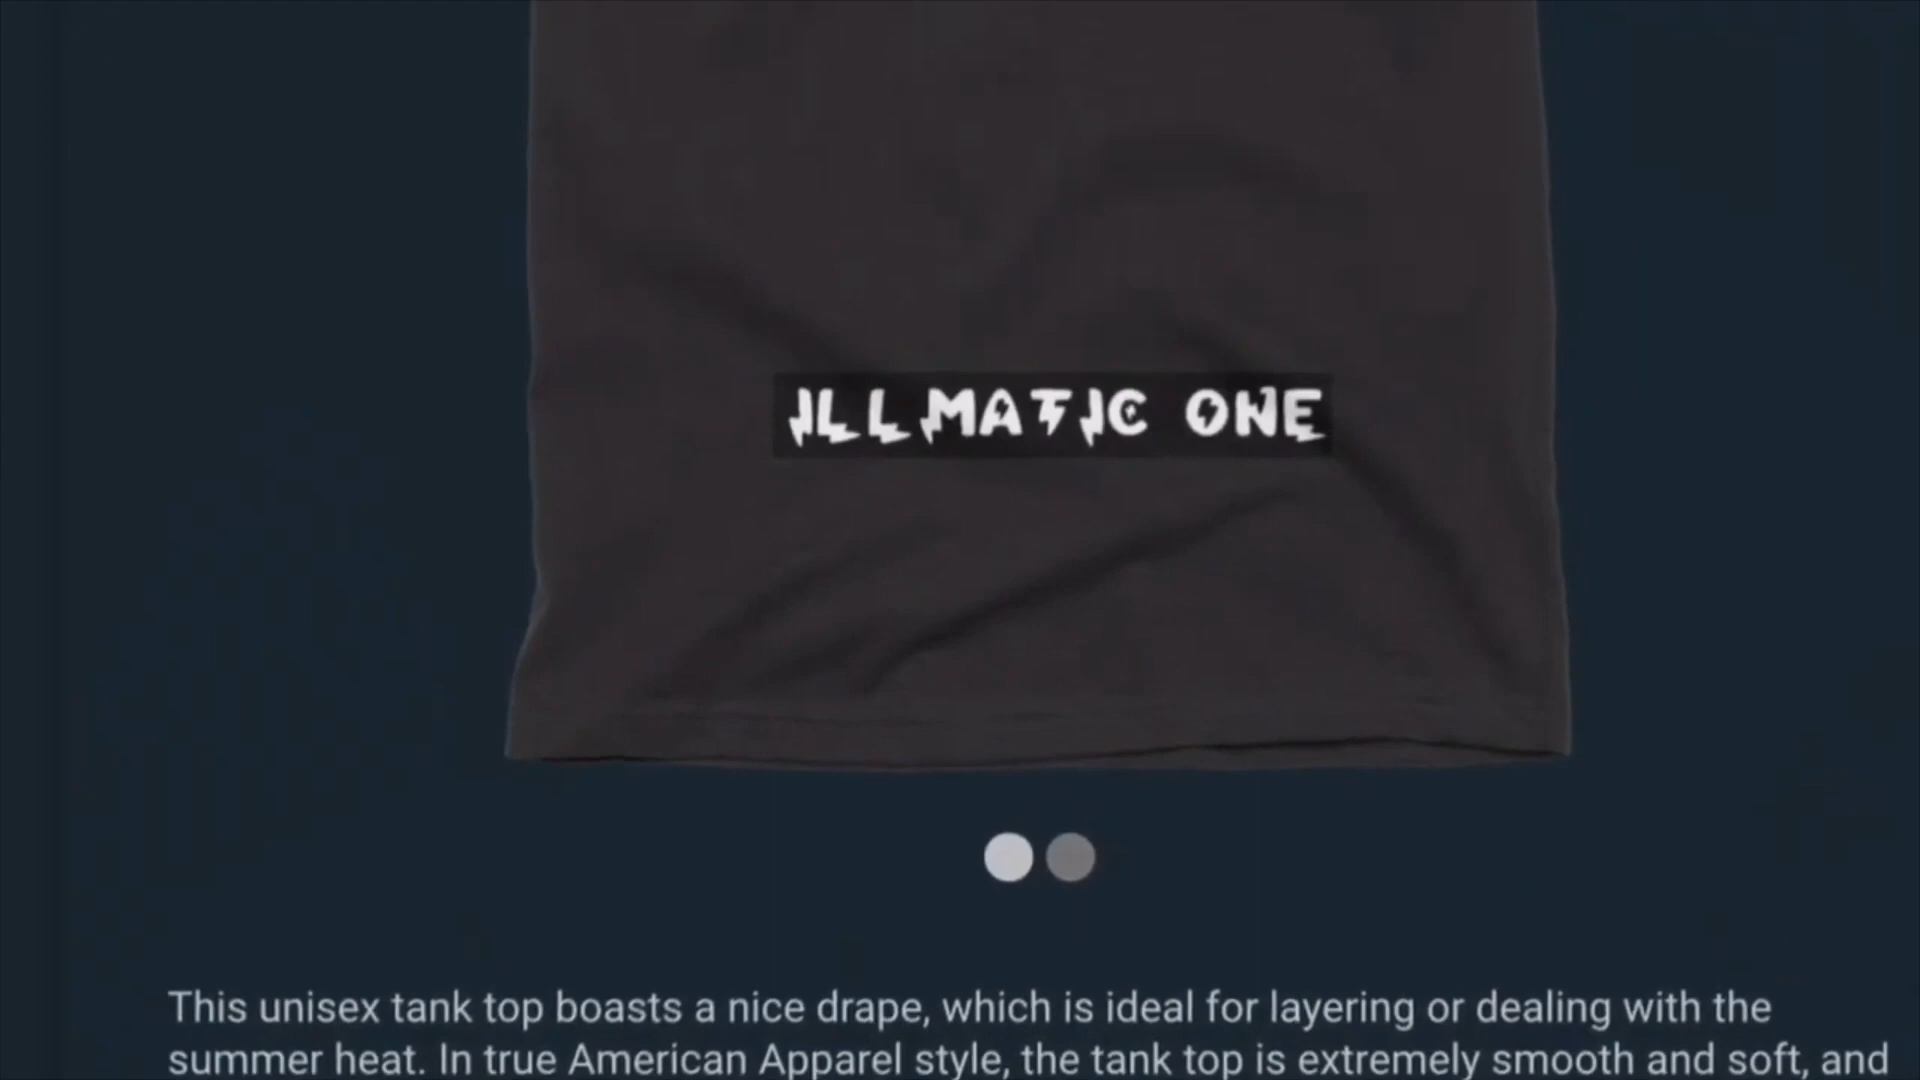 ILLMATIC ONE
This unisex tank top boasts a nice drape, which is ideal for layering or dealing with the
summer heat. In true American Apparel style, the tank top is extremely smooth and soft, and